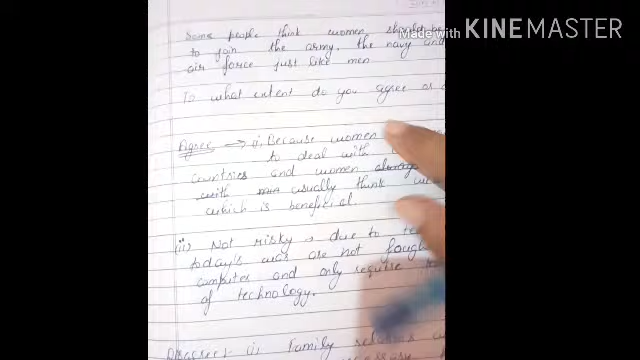 Made with KINEMASTER
Some people think women should be
to join the army, the navy and
air force just like men
To what extent do you agree or
Agree → (i) Because women
to deal with
countries and women
with men usually think
which is beneficial.
(ii) Not risky → due to
today's wars are not fough
computer and only require
of technology.
Disagree (i) Family relations